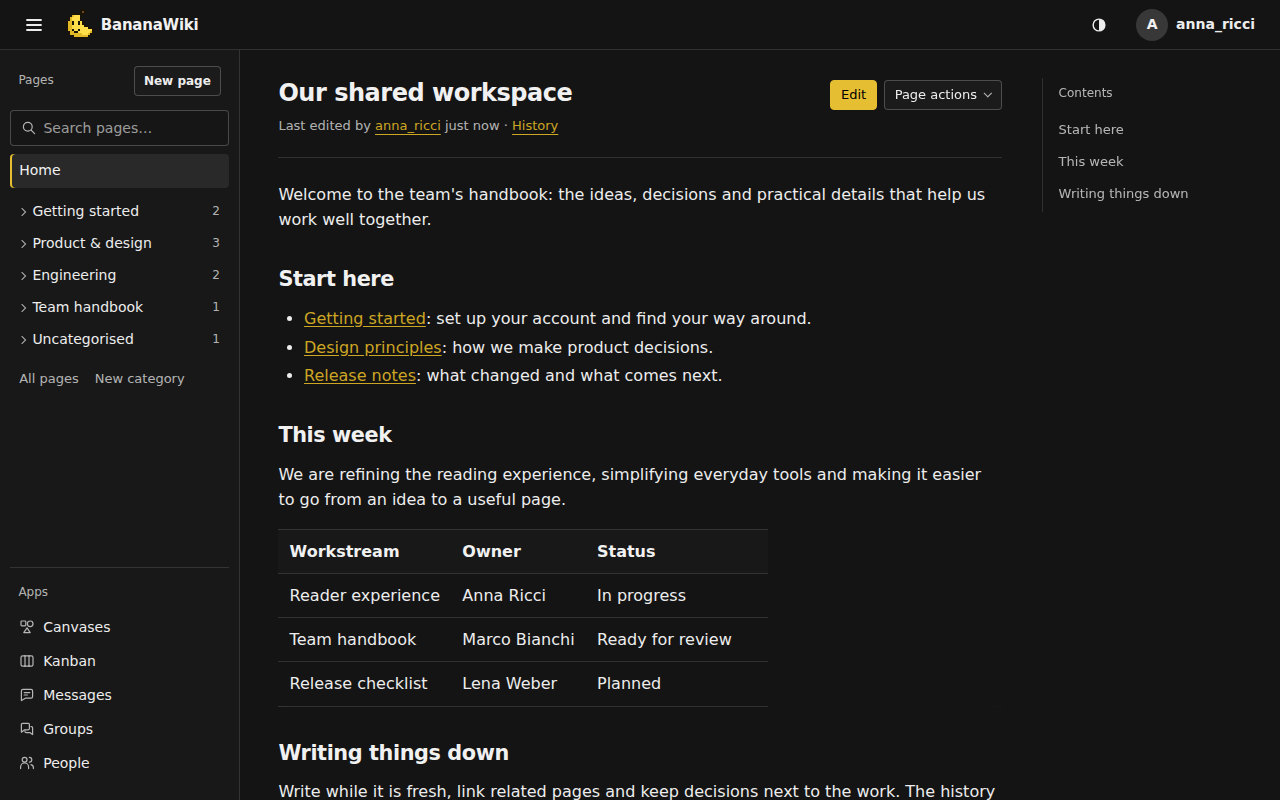 BananaWiki
A
anna_ricci
Pages
New page
Search pages...
Home
Getting started 2
Product & design 3
Engineering 2
Team handbook 1
Uncategorised 1
All pages New category
Apps
Canvases
Kanban
Messages
Groups
People
Our shared workspace
Edit
Page actions
Last edited by anna_ricci just now · History
Welcome to the team's handbook: the ideas, decisions and practical details that help us
work well together.
Start here
• Getting started: set up your account and find your way around.
• Design principles: how we make product decisions.
• Release notes: what changed and what comes next.
This week
We are refining the reading experience, simplifying everyday tools and making it easier
to go from an idea to a useful page.
Workstream Owner Status
Reader experience Anna Ricci In progress
Team handbook Marco Bianchi Ready for review
Release checklist Lena Weber Planned
Writing things down
Write while it is fresh, link related pages and keep decisions next to the work. The history
Contents
Start here
This week
Writing things down